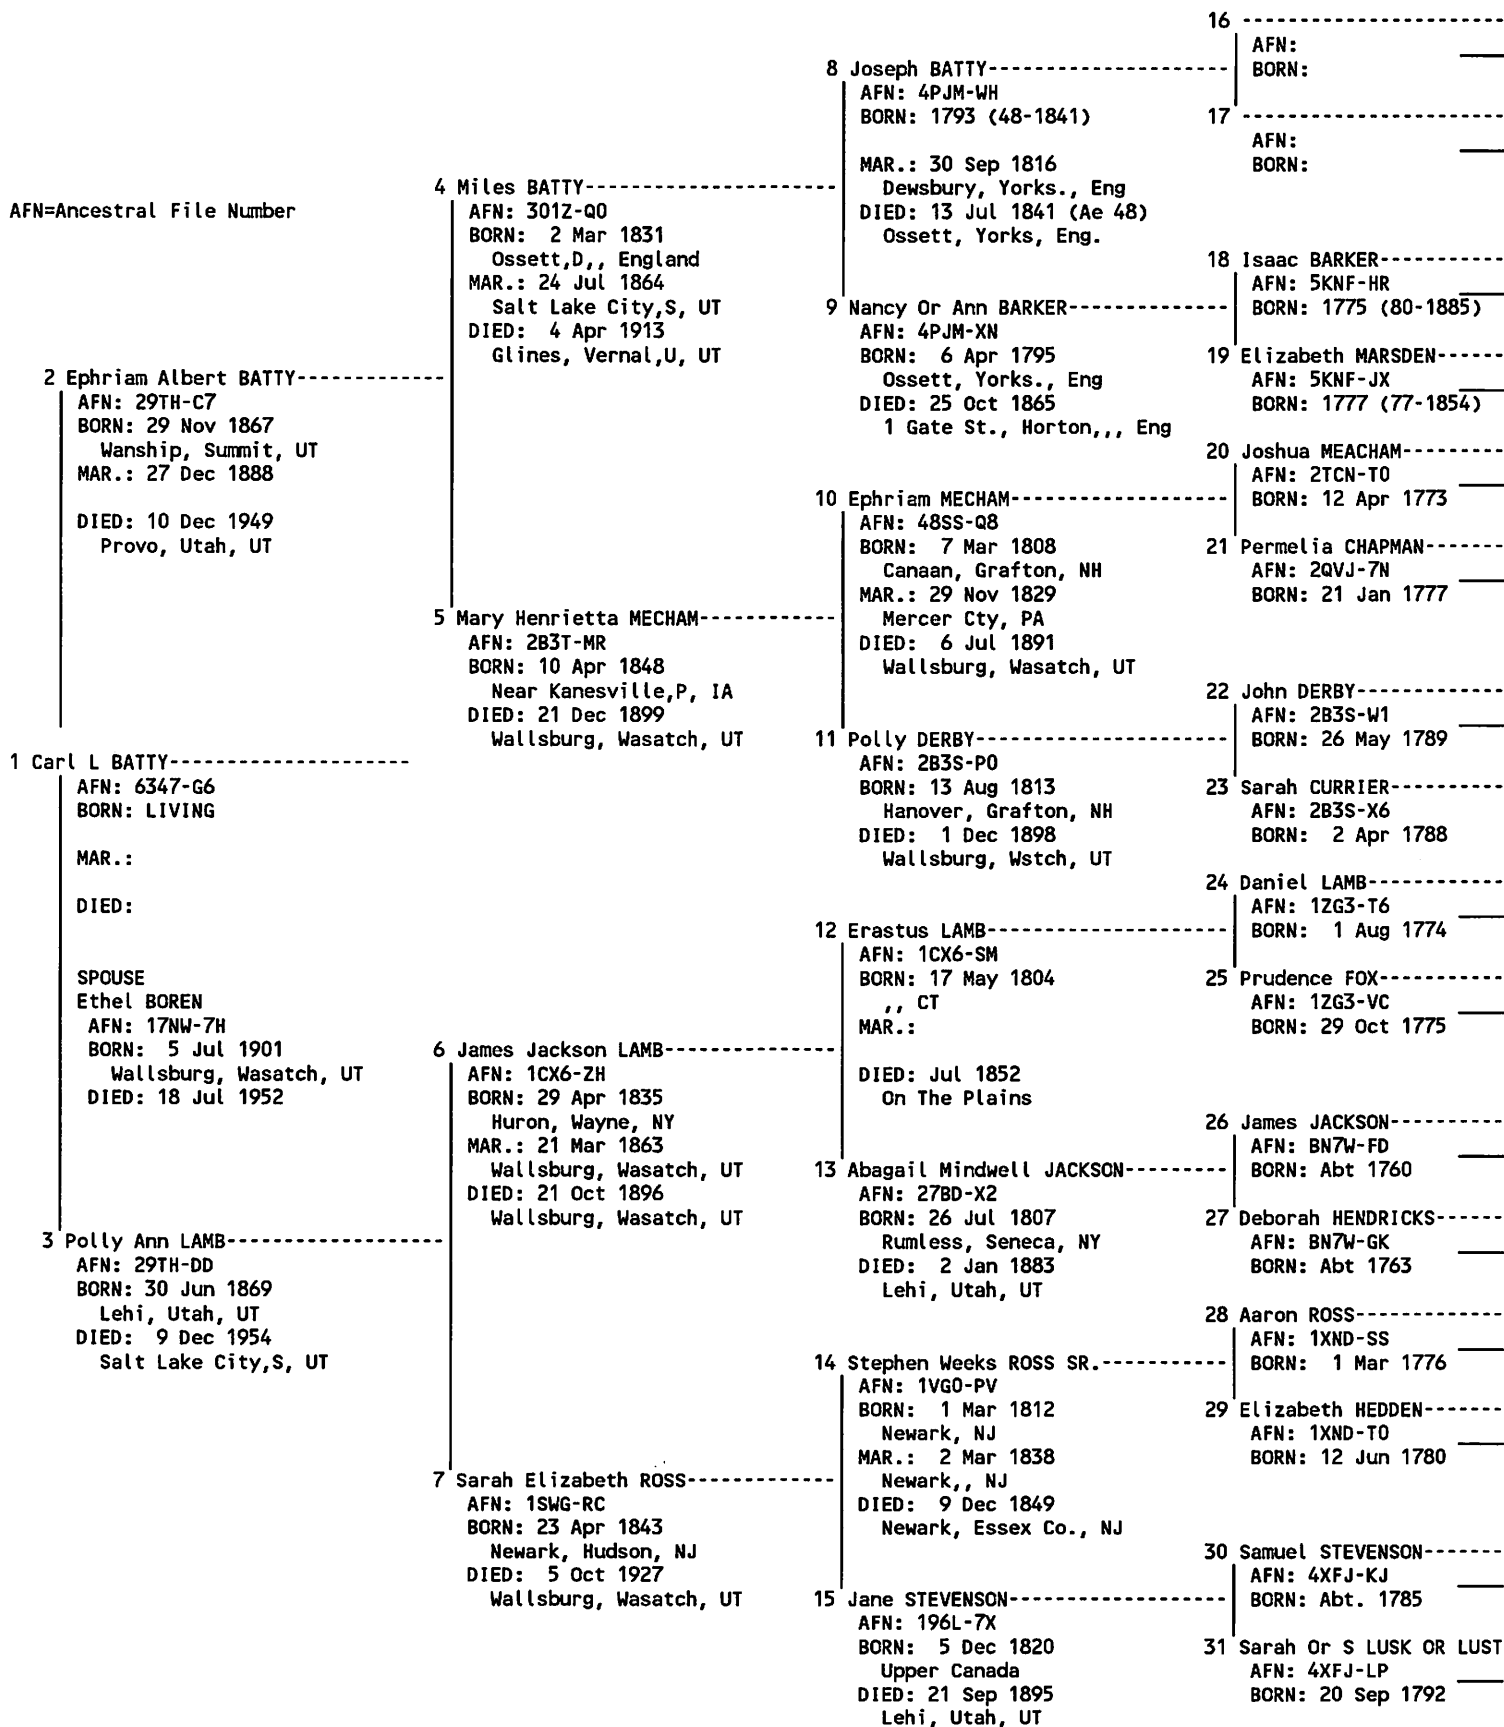 AFN=Ancestral File Number
1 Carl L BATTY
AFN: 6347-G6
BORN: LIVING
MAR.:
DIED:
SPOUSE
Ethel BOREN
AFN: 17NW-7H
BORN: 5 Jul 1901
Wallsburg, Wasatch, UT
DIED: 18 Jul 1952
2 Ephriam Albert BATTY
AFN: 29TH-C7
BORN: 29 Nov 1867
Wanship, Summit, UT
MAR.: 27 Dec 1888
DIED: 10 Dec 1949
Provo, Utah, UT
3 Polly Ann LAMB
AFN: 29TH-DD
BORN: 30 Jun 1869
Lehi, Utah, UT
DIED: 9 Dec 1954
Salt Lake City,S, UT
4 Miles BATTY
AFN: 301Z-Q0
BORN: 2 Mar 1831
Ossett,D,, England
MAR.: 24 Jul 1864
Salt Lake City,S, UT
DIED: 4 Apr 1913
Glines, Vernal,U, UT
5 Mary Henrietta MECHAM
AFN: 2B3T-MR
BORN: 10 Apr 1848
Near Kanesville,P, IA
DIED: 21 Dec 1899
Wallsburg, Wasatch, UT
6 James Jackson LAMB
AFN: 1CX6-ZH
BORN: 29 Apr 1835
Huron, Wayne, NY
MAR.: 21 Mar 1863
Wallsburg, Wasatch, UT
DIED: 21 Oct 1896
Wallsburg, Wasatch, UT
7 Sarah Elizabeth ROSS
AFN: 1SWG-RC
BORN: 23 Apr 1843
Newark, Hudson, NJ
DIED: 5 Oct 1927
Wallsburg, Wasatch, UT
8 Joseph BATTY
AFN: 4PJM-WH
BORN: 1793 (48-1841)
MAR.: 30 Sep 1816
Dewsbury, Yorks., Eng
DIED: 13 Jul 1841 (Ae 48)
Ossett, Yorks, Eng.
9 Nancy Or Ann BARKER
AFN: 4PJM-XN
BORN: 6 Apr 1795
Ossett, Yorks., Eng
DIED: 25 Oct 1865
1 Gate St., Horton,,, Eng
10 Ephriam MECHAM
AFN: 48SS-Q8
BORN: 7 Mar 1808
Canaan, Grafton, NH
MAR.: 29 Nov 1829
Mercer Cty, PA
DIED: 6 Jul 1891
Wallsburg, Wasatch, UT
11 Polly DERBY
AFN: 2B3S-P0
BORN: 13 Aug 1813
Hanover, Grafton, NH
DIED: 1 Dec 1898
Wallsburg, Wstch, UT
12 Erastus LAMB
AFN: 1CX6-SM
BORN: 17 May 1804
,, CT
MAR.:
DIED: Jul 1852
On The Plains
13 Abagail Mindwell JACKSON
AFN: 27BD-X2
BORN: 26 Jul 1807
Rumless, Seneca, NY
DIED: 2 Jan 1883
Lehi, Utah, UT
14 Stephen Weeks ROSS SR.
AFN: 1VG0-PV
BORN: 1 Mar 1812
Newark, NJ
MAR.: 2 Mar 1838
Newark,, NJ
DIED: 9 Dec 1849
Newark, Essex Co., NJ
15 Jane STEVENSON
AFN: 196L-7X
BORN: 5 Dec 1820
Upper Canada
DIED: 21 Sep 1895
Lehi, Utah, UT
16
AFN:
BORN:
17
AFN:
BORN:
18 Isaac BARKER
AFN: 5KNF-HR
BORN: 1775 (80-1885)
19 Elizabeth MARSDEN
AFN: 5KNF-JX
BORN: 1777 (77-1854)
20 Joshua MEACHAM
AFN: 2TCN-T0
BORN: 12 Apr 1773
21 Permelia CHAPMAN
AFN: 2QVJ-7N
BORN: 21 Jan 1777
22 John DERBY
AFN: 2B3S-W1
BORN: 26 May 1789
23 Sarah CURRIER
AFN: 2B3S-X6
BORN: 2 Apr 1788
24 Daniel LAMB
AFN: 1ZG3-T6
BORN: 1 Aug 1774
25 Prudence FOX
AFN: 1ZG3-VC
BORN: 29 Oct 1775
26 James JACKSON
AFN: BN7W-FD
BORN: Abt 1760
27 Deborah HENDRICKS
AFN: BN7W-GK
BORN: Abt 1763
28 Aaron ROSS
AFN: 1XND-SS
BORN: 1 Mar 1776
29 Elizabeth HEDDEN
AFN: 1XND-T0
BORN: 12 Jun 1780
30 Samuel STEVENSON
AFN: 4XFJ-KJ
BORN: Abt. 1785
31 Sarah Or S LUSK OR LUST
AFN: 4XFJ-LP
BORN: 20 Sep 1792